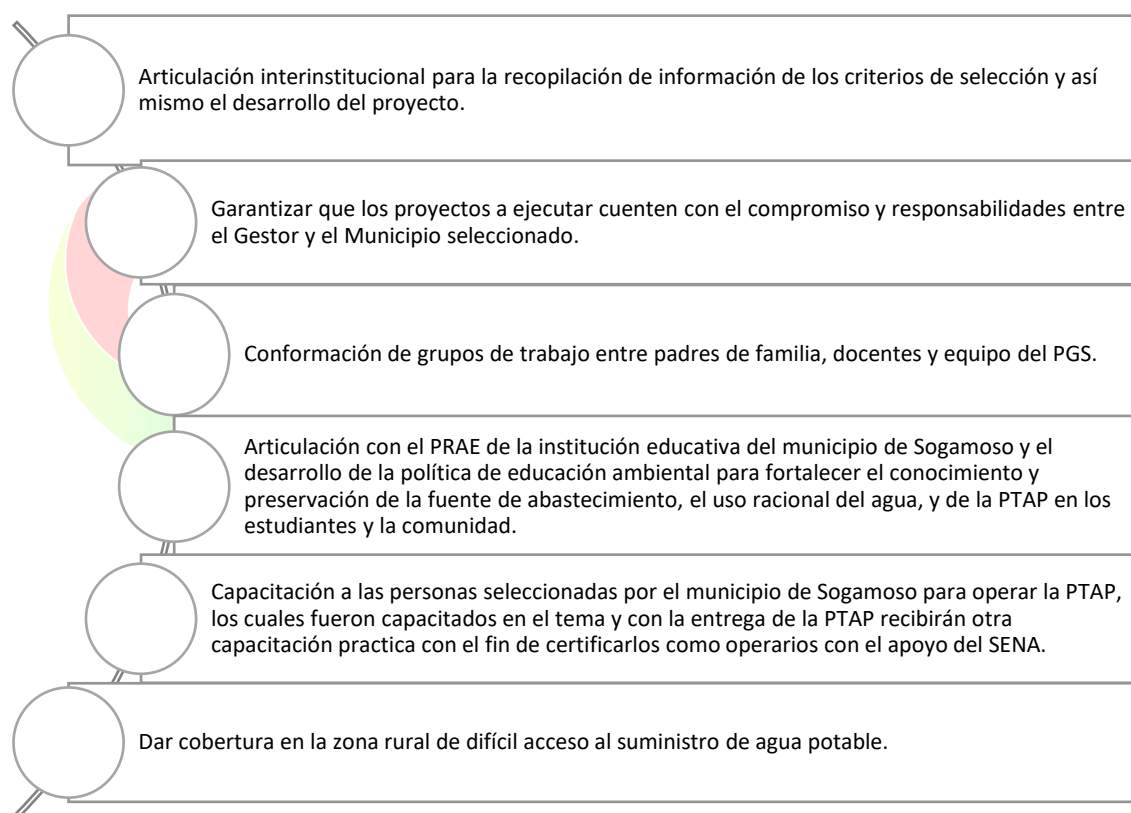 Articulación interinstitucional para la recopilación de información de los criterios de selección y así
mismo el desarrollo del proyecto.
Garantizar que los proyectos a ejecutar cuenten con el compromiso y responsabilidades entre
el Gestor y el Municipio seleccionado.
Conformación de grupos de trabajo entre padres de familia, docentes y equipo del PGS.
Articulación con el PRAE de la institución educativa del municipio de Sogamoso y el
desarrollo de la política de educación ambiental para fortalecer el conocimiento y
preservación de la fuente de abastecimiento, el uso racional del agua, y de la PTAP en los
estudiantes y la comunidad.
Capacitación a las personas seleccionadas por el municipio de Sogamoso para operar la PTAP,
los cuales fueron capacitados en el tema y con la entrega de la PTAP recibirán otra
capacitación practica con el fin de certificarlos como operarios con el apoyo del SENA.
Dar cobertura en la zona rural de difícil acceso al suministro de agua potable.